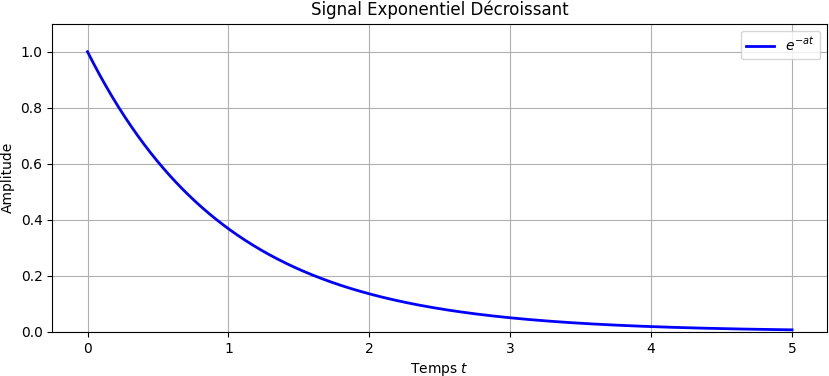 Signal Exponentiel Décroissant
e^{-at}
Amplitude
1.0
0.8
0.6
0.4
0.2
0.0
0 1 2 3 4 5
Temps t